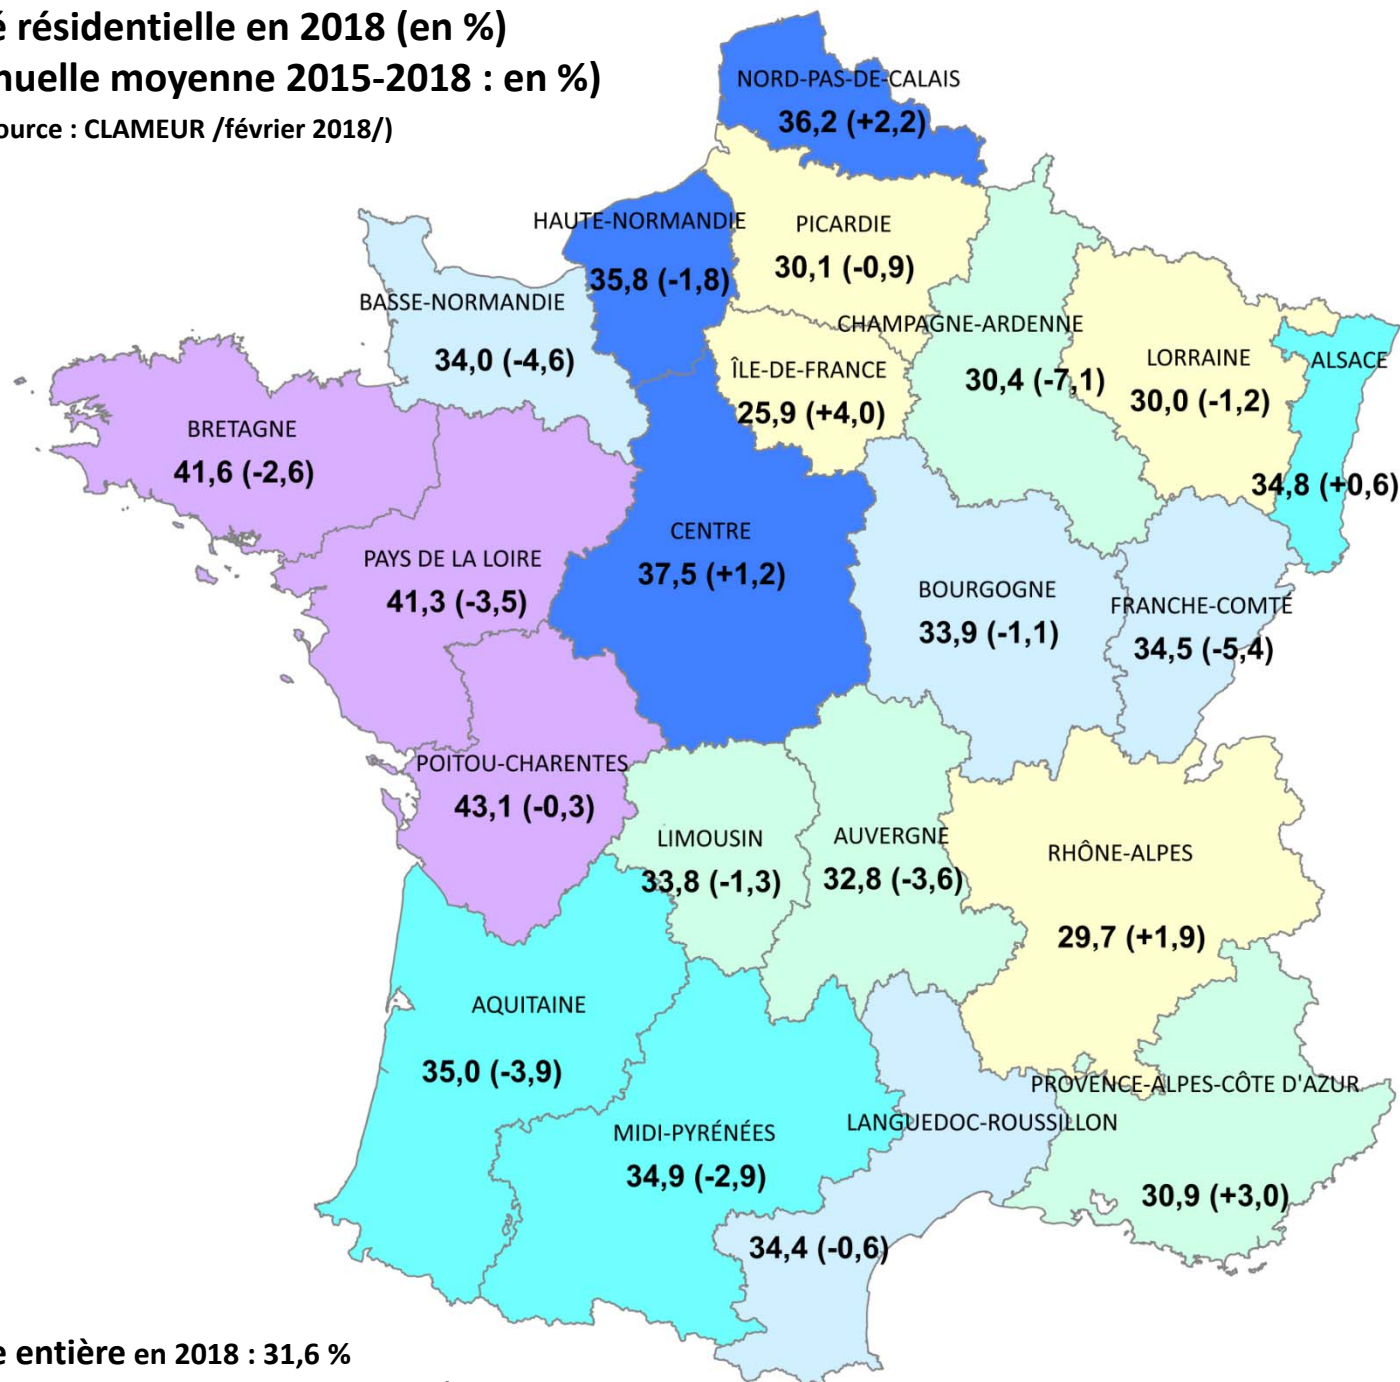 é résidentielle en 2018 (en %)
nuelle moyenne 2015-2018 : en %)
ource : CLAMEUR /février 2018/)
NORD-PAS-DE-CALAIS
36,2 (+2,2)
HAUTE-NORMANDIE
35,8 (-1,8)
PICARDIE
30,1 (-0,9)
BASSE-NORMANDIE
34,0 (-4,6)
CHAMPAGNE-ARDENNE
30,4 (-7,1)
ÎLE-DE-FRANCE
25,9 (+4,0)
LORRAINE
30,0 (-1,2)
ALSACE
34,8 (+0,6)
BRETAGNE
41,6 (-2,6)
PAYS DE LA LOIRE
41,3 (-3,5)
CENTRE
37,5 (+1,2)
BOURGOGNE
33,9 (-1,1)
FRANCHE-COMTÉ
34,5 (-5,4)
POITOU-CHARENTES
43,1 (-0,3)
LIMOUSIN
33,8 (-1,3)
AUVERGNE
32,8 (-3,6)
RHÔNE-ALPES
29,7 (+1,9)
AQUITAINE
35,0 (-3,9)
MIDI-PYRÉNÉES
34,9 (-2,9)
LANGUEDOC-ROUSSILLON
34,4 (-0,6)
PROVENCE-ALPES-CÔTE D'AZUR
30,9 (+3,0)
e entière en 2018 : 31,6 %